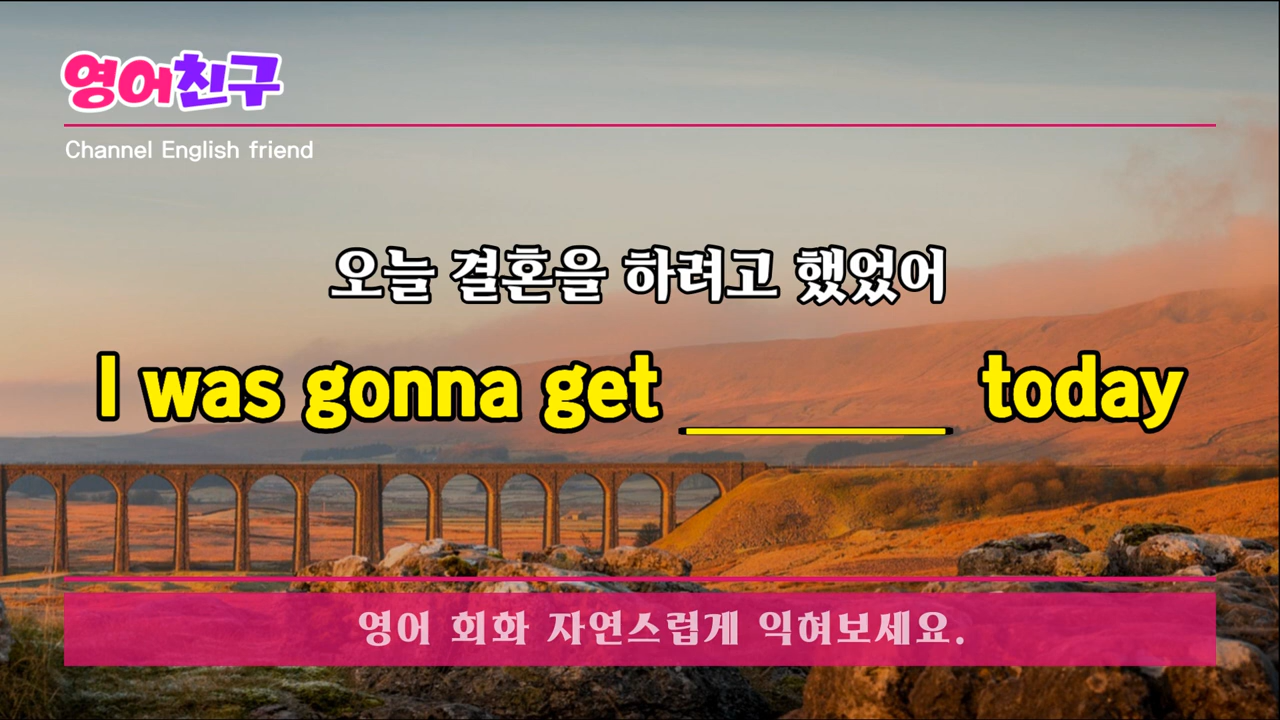 영어친구
Channel English friend
오늘 결혼을 하려고 했었어
I was gonna get ______ today
영어 회화 자연스럽게 익혀보세요.